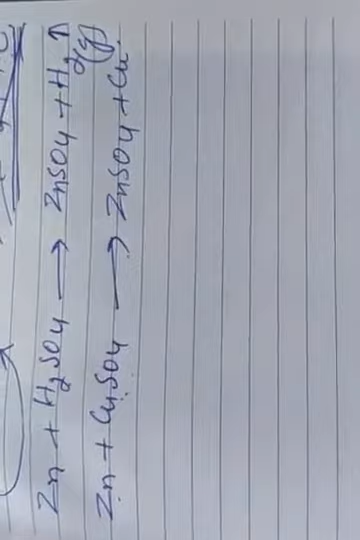 Zn + H₂SO₄ ⟶ ZnSO₄ + H₂↑
(g)
Zn + CuSO₄ ⟶ ZnSO₄ + Cu.